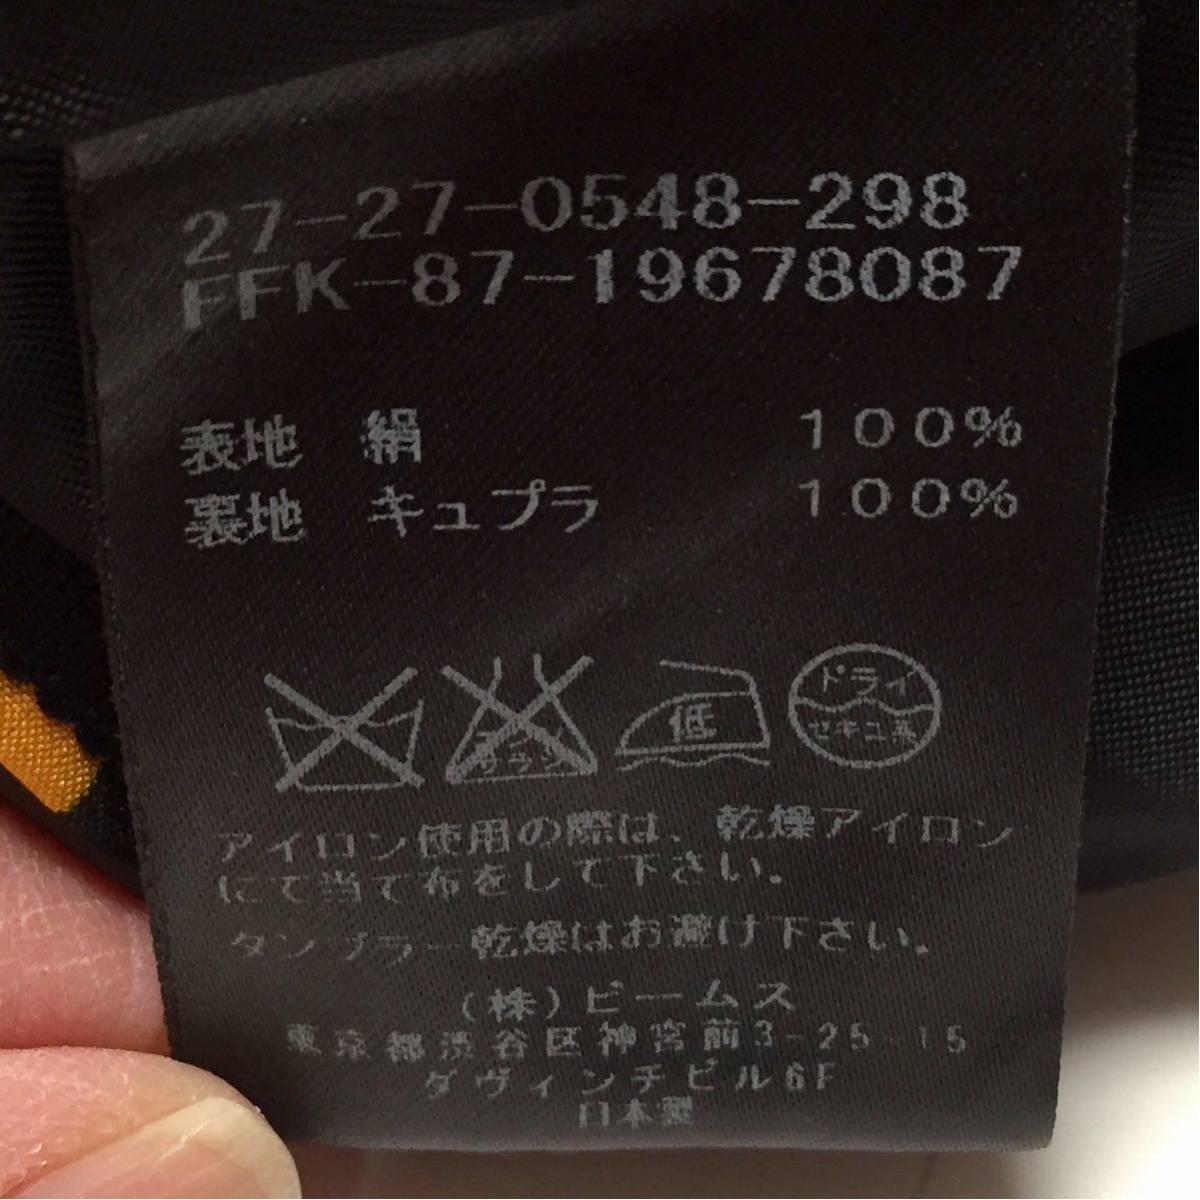 27-27-0548-298
FFK-87-19678087
表地 絹 100%
裏地 キュプラ 100%
低
ドライ
セキユ系
アイロン使用の際は、乾燥アイロン
にて当て布をして下さい。
タンブラー乾燥はお避け下さい。
(株)ビームス
東京都渋谷区神宮前3-25-15
ダヴィンチビル6F
日本製